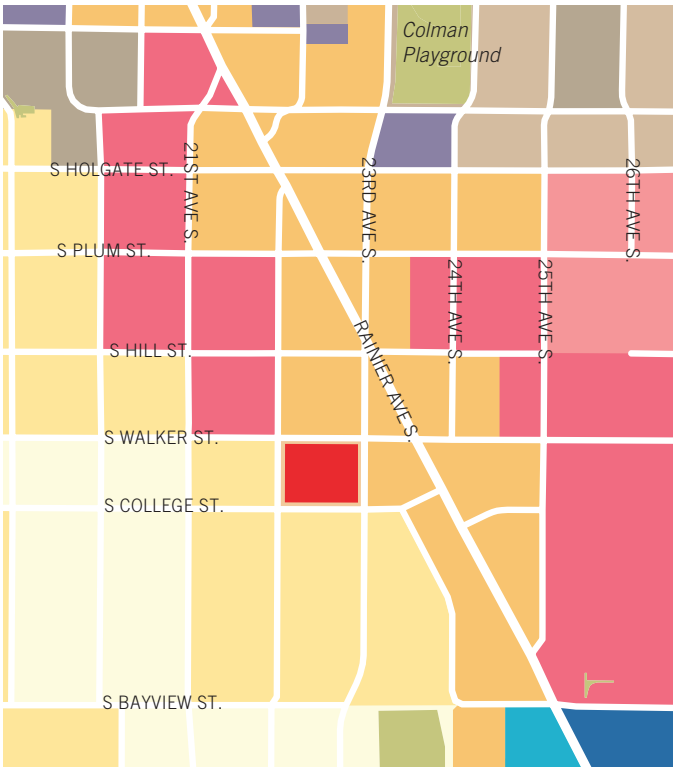 Colman
Playground
S HOLGATE ST.
21ST AVE S.
23RD AVE S.
26TH AVE S.
S PLUM ST.
24TH AVE S.
25TH AVE S.
S HILL ST.
RAINIER AVE S.
S WALKER ST.
S COLLEGE ST.
S BAYVIEW ST.